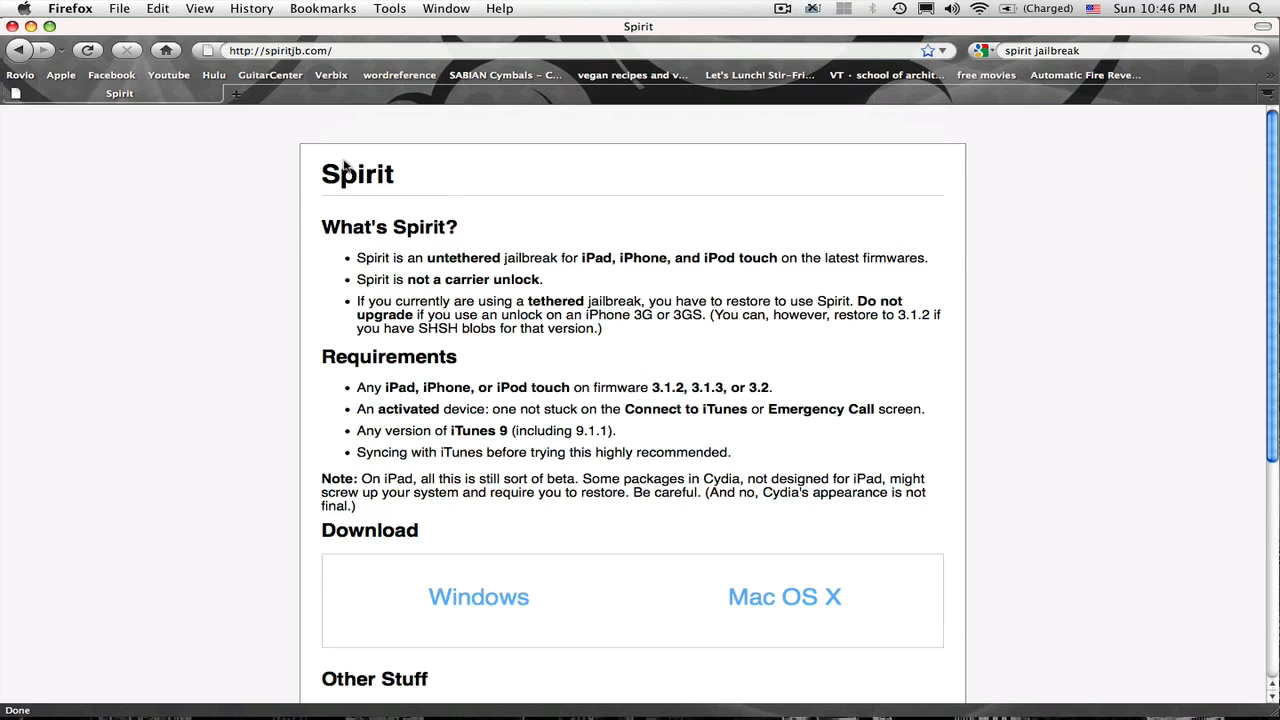 Firefox File Edit View History Bookmarks Tools Window Help (Charged) Sun 10:46 PM Jlu
Spirit
http://spiritjb.com/ spirit jailbreak
Rovio Apple Facebook Youtube Hulu GuitarCenter Verbix wordreference SABIAN Cymbals – C... vegan recipes and v... Let's Lunch! Stir-Fri... VT - school of archit... free movies Automatic Fire Reve... »
Spirit
Spirit
What's Spirit?
• Spirit is an untethered jailbreak for iPad, iPhone, and iPod touch on the latest firmwares.
• Spirit is not a carrier unlock.
• If you currently are using a tethered jailbreak, you have to restore to use Spirit. Do not
upgrade if you use an unlock on an iPhone 3G or 3GS. (You can, however, restore to 3.1.2 if
you have SHSH blobs for that version.)
Requirements
• Any iPad, iPhone, or iPod touch on firmware 3.1.2, 3.1.3, or 3.2.
• An activated device: one not stuck on the Connect to iTunes or Emergency Call screen.
• Any version of iTunes 9 (including 9.1.1).
• Syncing with iTunes before trying this highly recommended.
Note: On iPad, all this is still sort of beta. Some packages in Cydia, not designed for iPad, might
screw up your system and require you to restore. Be careful. (And no, Cydia's appearance is not
final.)
Download
Windows Mac OS X
Other Stuff
Done